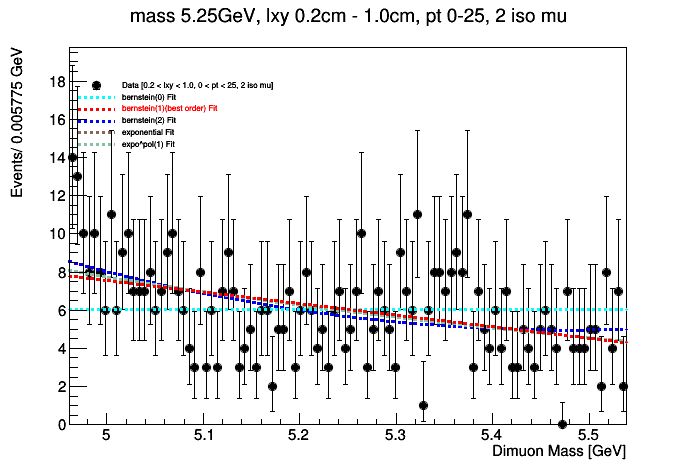 mass 5.25GeV, lxy 0.2cm - 1.0cm, pt 0-25, 2 iso mu
Events/ 0.005775 GeV
18
16
14
12
10
8
6
4
2
0
Data [0.2 < lxy < 1.0, 0 < pt < 25, 2 iso mu]
bernstein(0) Fit
bernstein(1)(best order) Fit
bernstein(2) Fit
exponential Fit
expo*pol(1) Fit
5 5.1 5.2 5.3 5.4 5.5
Dimuon Mass [GeV]